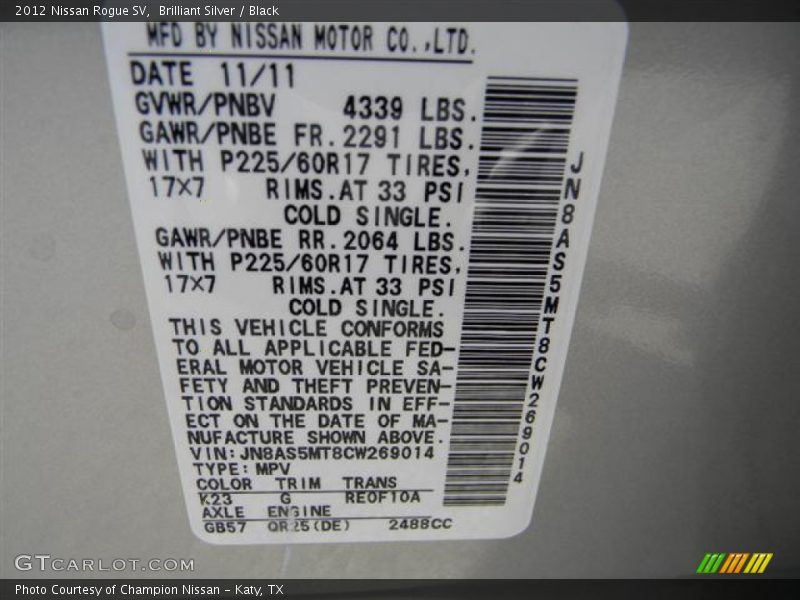 2012 Nissan Rogue SV, Brilliant Silver / Black
MFD BY NISSAN MOTOR CO.,LTD.
DATE 11/11
GVWR/PNBV 4339 LBS.
GAWR/PNBE FR.2291 LBS.
WITH P225/60R17 TIRES,
17X7 RIMS.AT 33 PSI
COLD SINGLE.
GAWR/PNBE RR.2064 LBS.
WITH P225/60R17 TIRES,
17X7 RIMS.AT 33 PSI
COLD SINGLE.
THIS VEHICLE CONFORMS
TO ALL APPLICABLE FED-
ERAL MOTOR VEHICLE SA-
FETY AND THEFT PREVEN-
TION STANDARDS IN EFF-
ECT ON THE DATE OF MA-
NUFACTURE SHOWN ABOVE.
VIN:JN8AS5MT8CW269014
TYPE:MPV
COLOR TRIM TRANS
K23 G RE0F10A
AXLE ENGINE
GB57 QR25(DE) 2488CC
JN8AS5MT8CW269014
GTCARLOT.COM
Photo Courtesy of Champion Nissan - Katy, TX